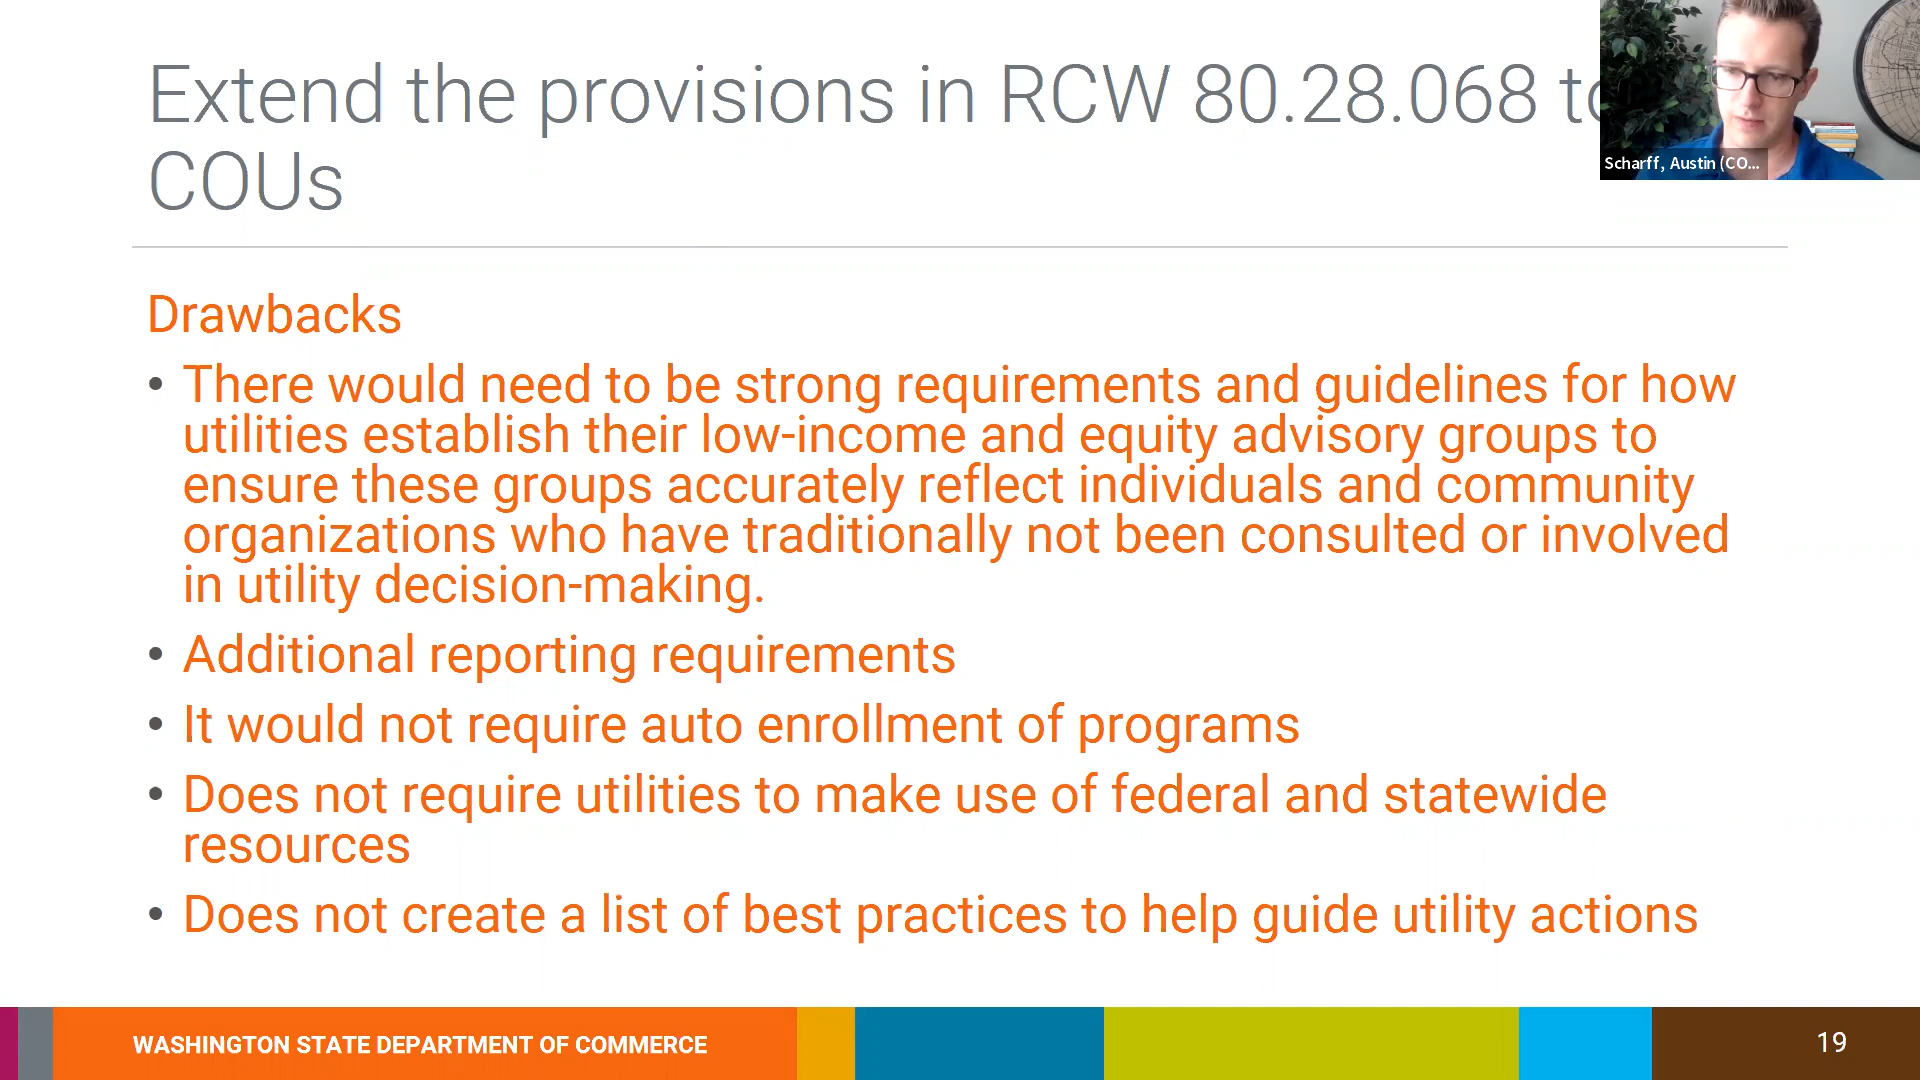 Extend the provisions in RCW 80.28.068 to
COUs
Scharff, Austin (CO...
Drawbacks
• There would need to be strong requirements and guidelines for how
utilities establish their low-income and equity advisory groups to
ensure these groups accurately reflect individuals and community
organizations who have traditionally not been consulted or involved
in utility decision-making.
• Additional reporting requirements
• It would not require auto enrollment of programs
• Does not require utilities to make use of federal and statewide
resources
• Does not create a list of best practices to help guide utility actions
WASHINGTON STATE DEPARTMENT OF COMMERCE
19